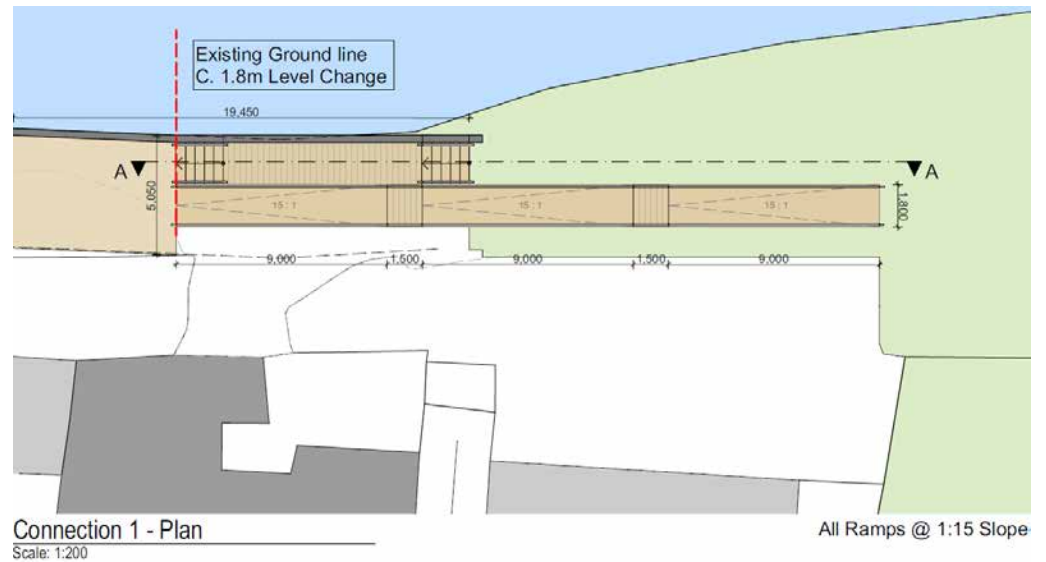 Existing Ground line
C. 1.8m Level Change
19,450
A
A
5,050
15 : 1
15 : 1
15 : 1
1,800
9,000
1,500
9,000
1,500
9,000
Connection 1 - Plan
All Ramps @ 1:15 Slope
Scale: 1:200